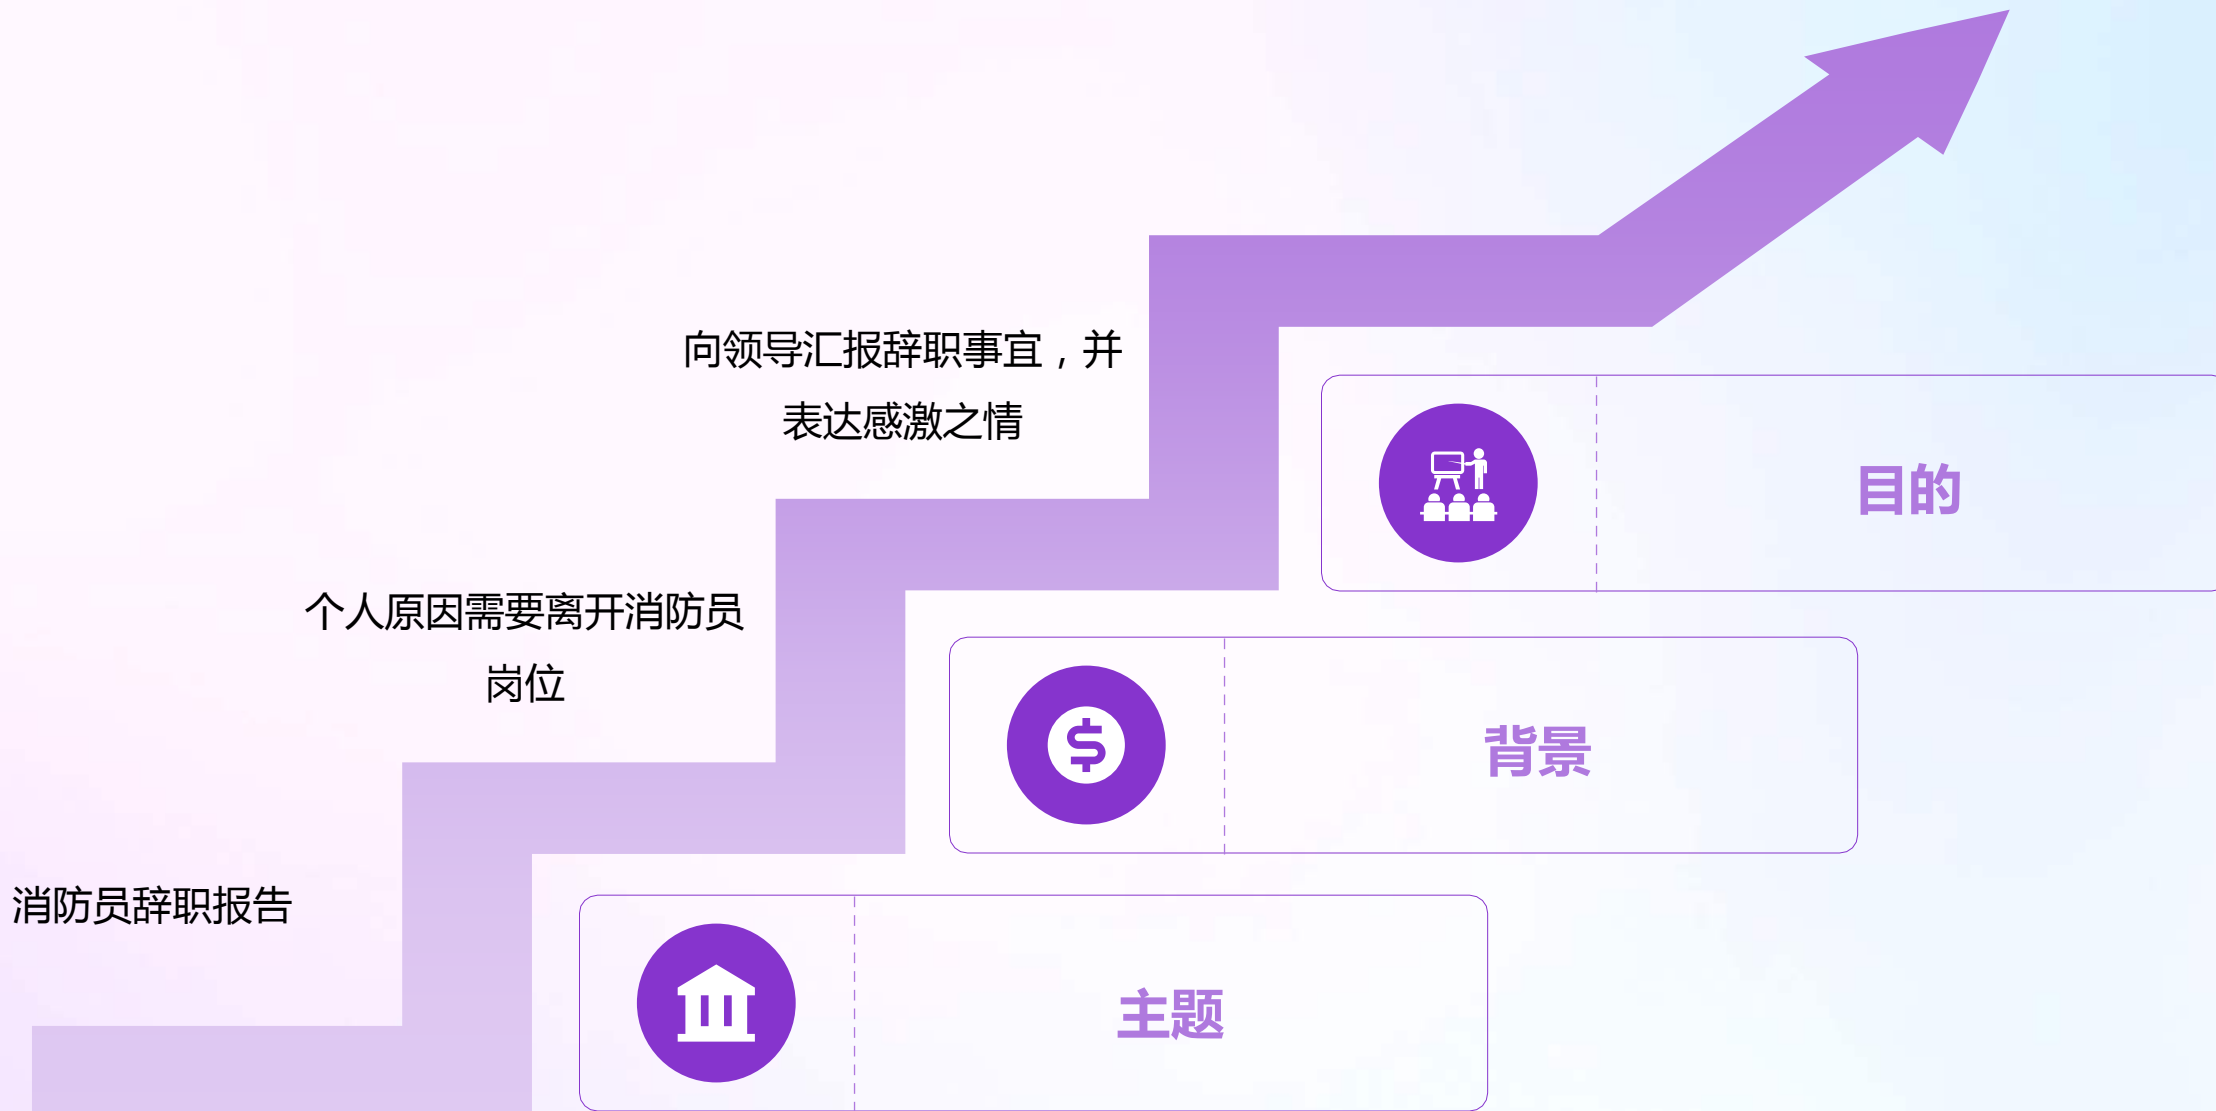 向领导汇报辞职事宜，并
表达感激之情
目的
个人原因需要离开消防员
岗位
背景
消防员辞职报告
主题